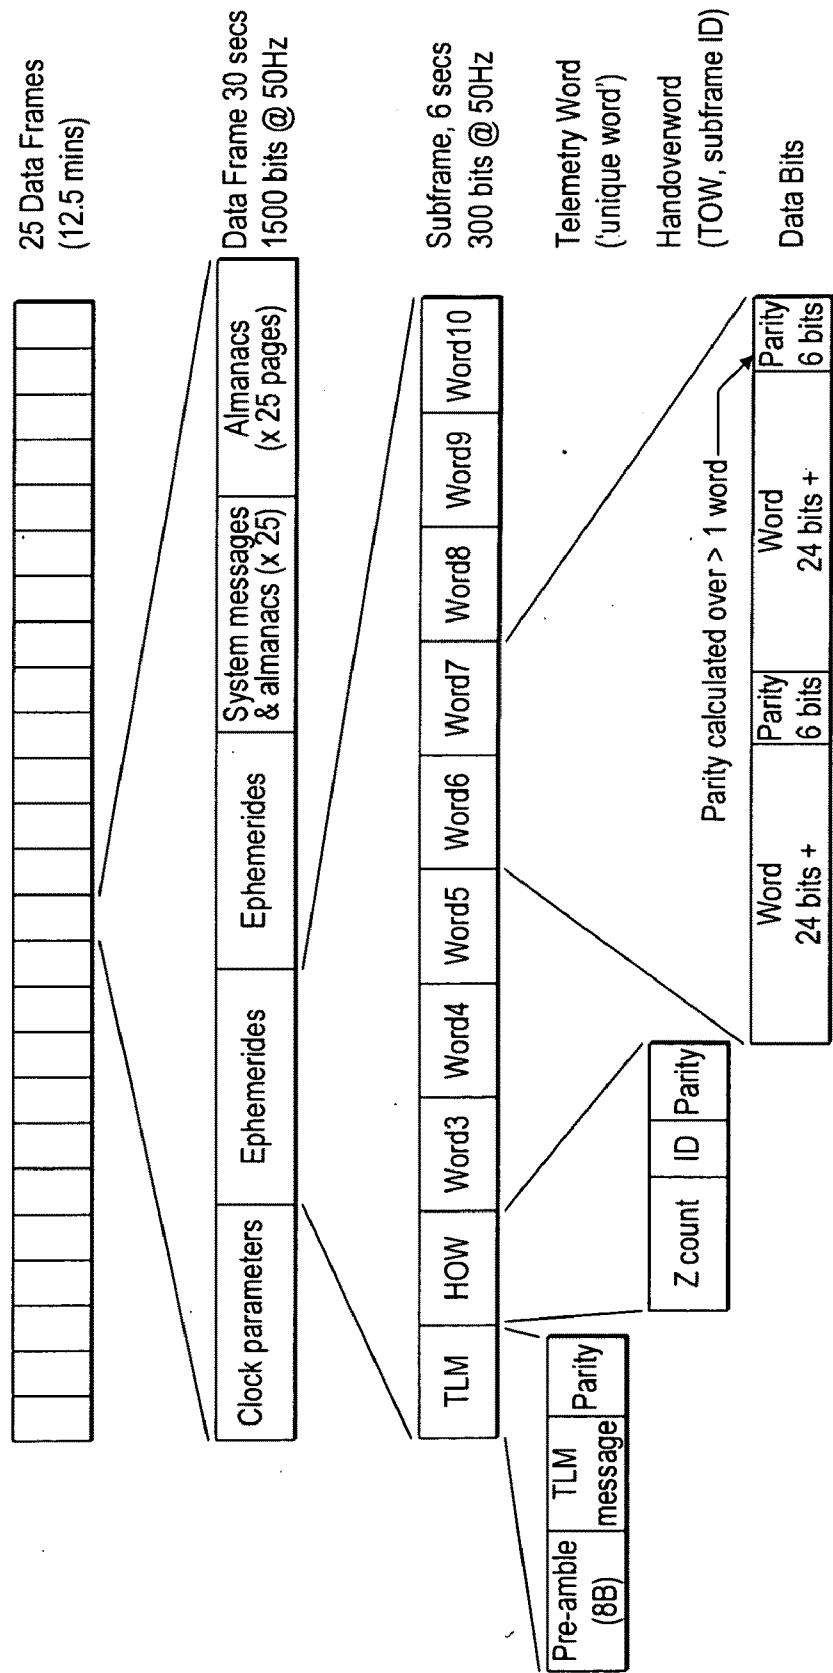 25 Data Frames
(12.5 mins)
Clock parameters
Ephemerides
Ephemerides
System messages
& almanacs (x 25)
Almanacs
(x 25 pages)
Data Frame 30 secs
1500 bits @ 50Hz
TLM
HOW
Word3
Word4
Word5
Word6
Word7
Word8
Word9
Word10
Subframe, 6 secs
300 bits @ 50Hz
Pre-amble
(8B)
TLM
message
Parity
Telemetry Word
('unique word')
Z count
ID
Parity
Handoverword
(TOW, subframe ID)
Parity calculated over > 1 word
Word
24 bits +
Parity
6 bits
Word
24 bits +
Parity
6 bits
Data Bits